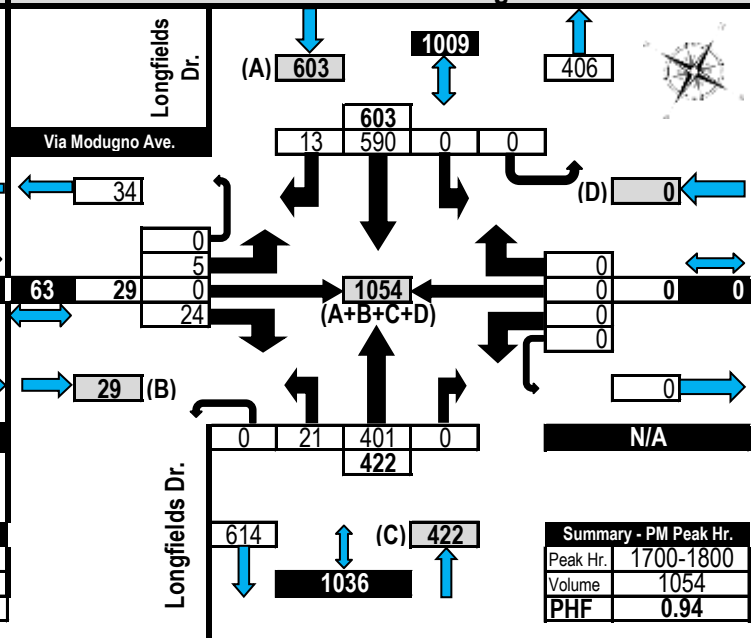 Longfields Dr.
(A) 603
1009
406
603
Via Modugno Ave.
13 590 0 0
34
(D) 0
0
5
63 29 0
24
1054
(A+B+C+D)
0
0 0 0
0
0
29 (B)
0
0 21 401 0
422
N/A
Longfields Dr.
614
(C) 422
1036
Summary - PM Peak Hr.
Peak Hr. 1700-1800
Volume 1054
PHF 0.94